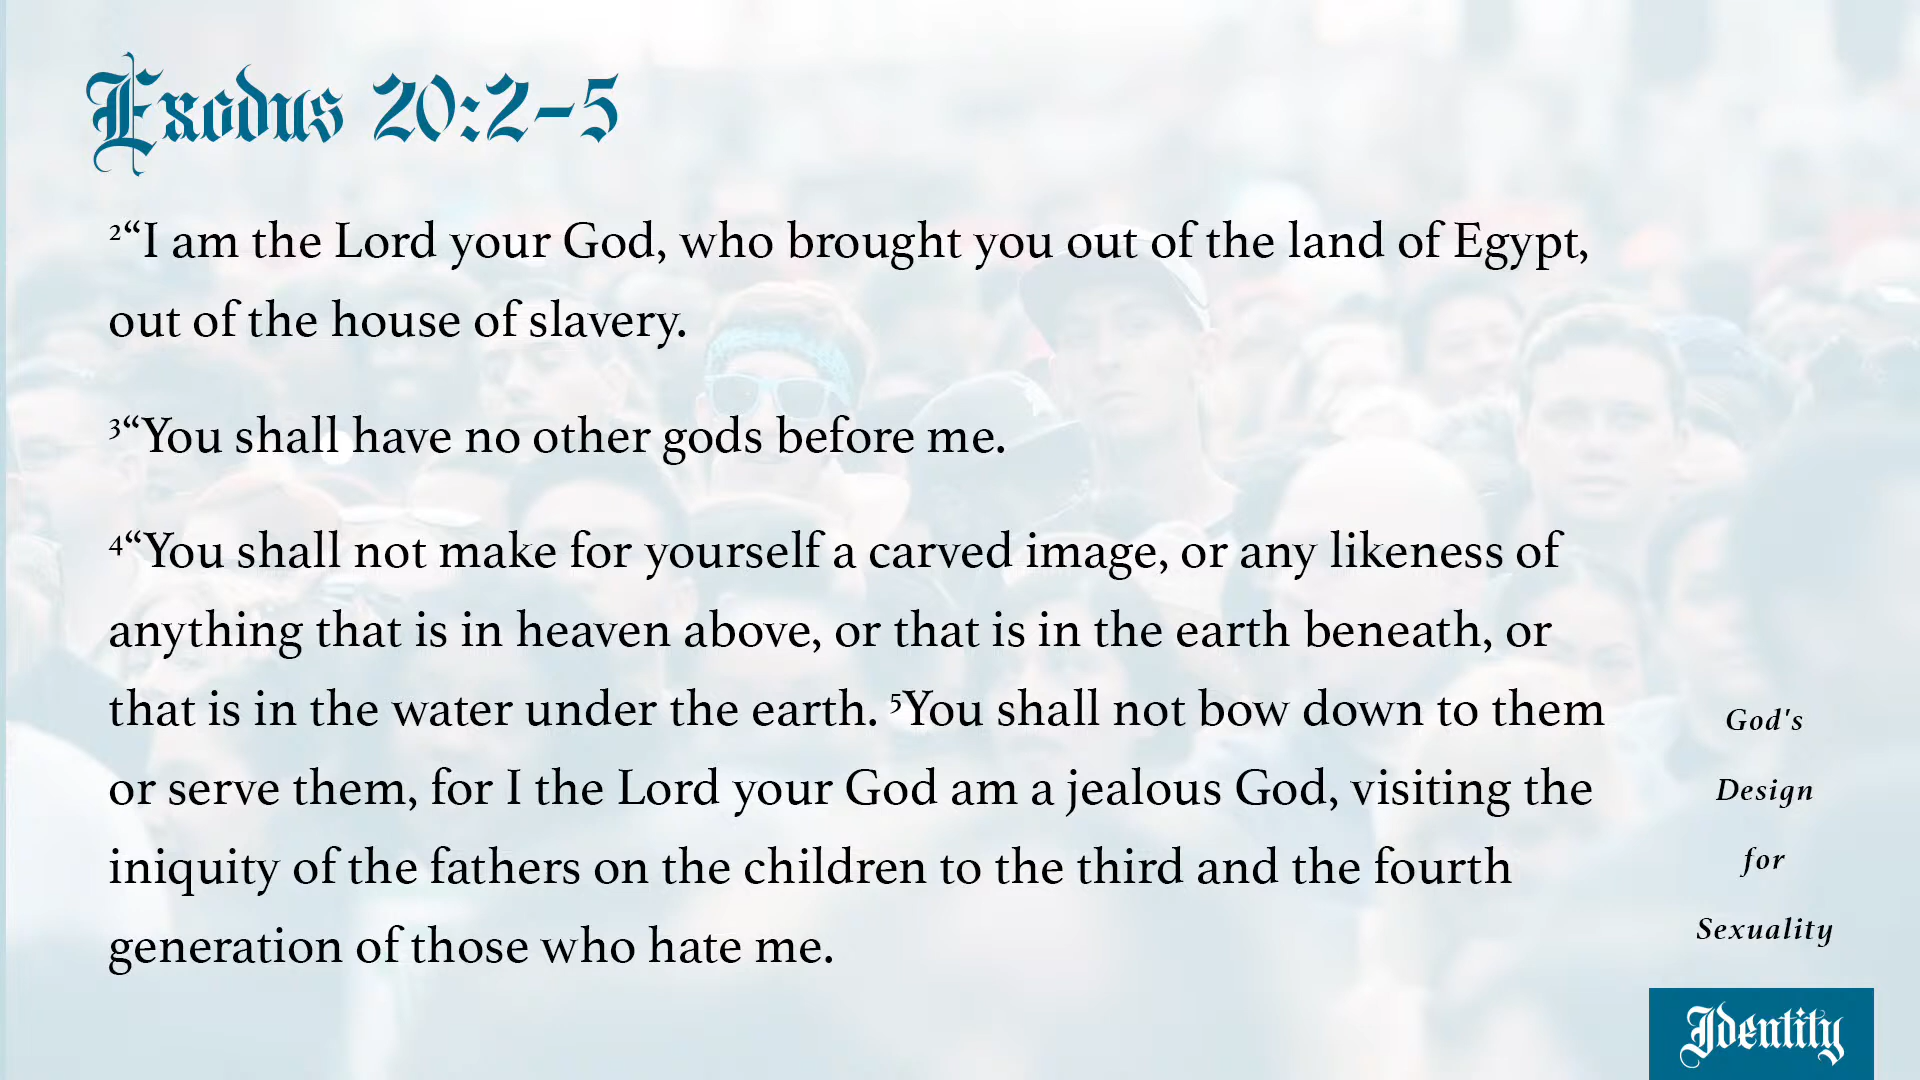 Exodus 20:2-5
²“I am the Lord your God, who brought you out of the land of Egypt,
out of the house of slavery.
³“You shall have no other gods before me.
⁴“You shall not make for yourself a carved image, or any likeness of
anything that is in heaven above, or that is in the earth beneath, or
that is in the water under the earth. ⁵You shall not bow down to them
or serve them, for I the Lord your God am a jealous God, visiting the
iniquity of the fathers on the children to the third and the fourth
generation of those who hate me.
God's
Design
for
Sexuality
Identity